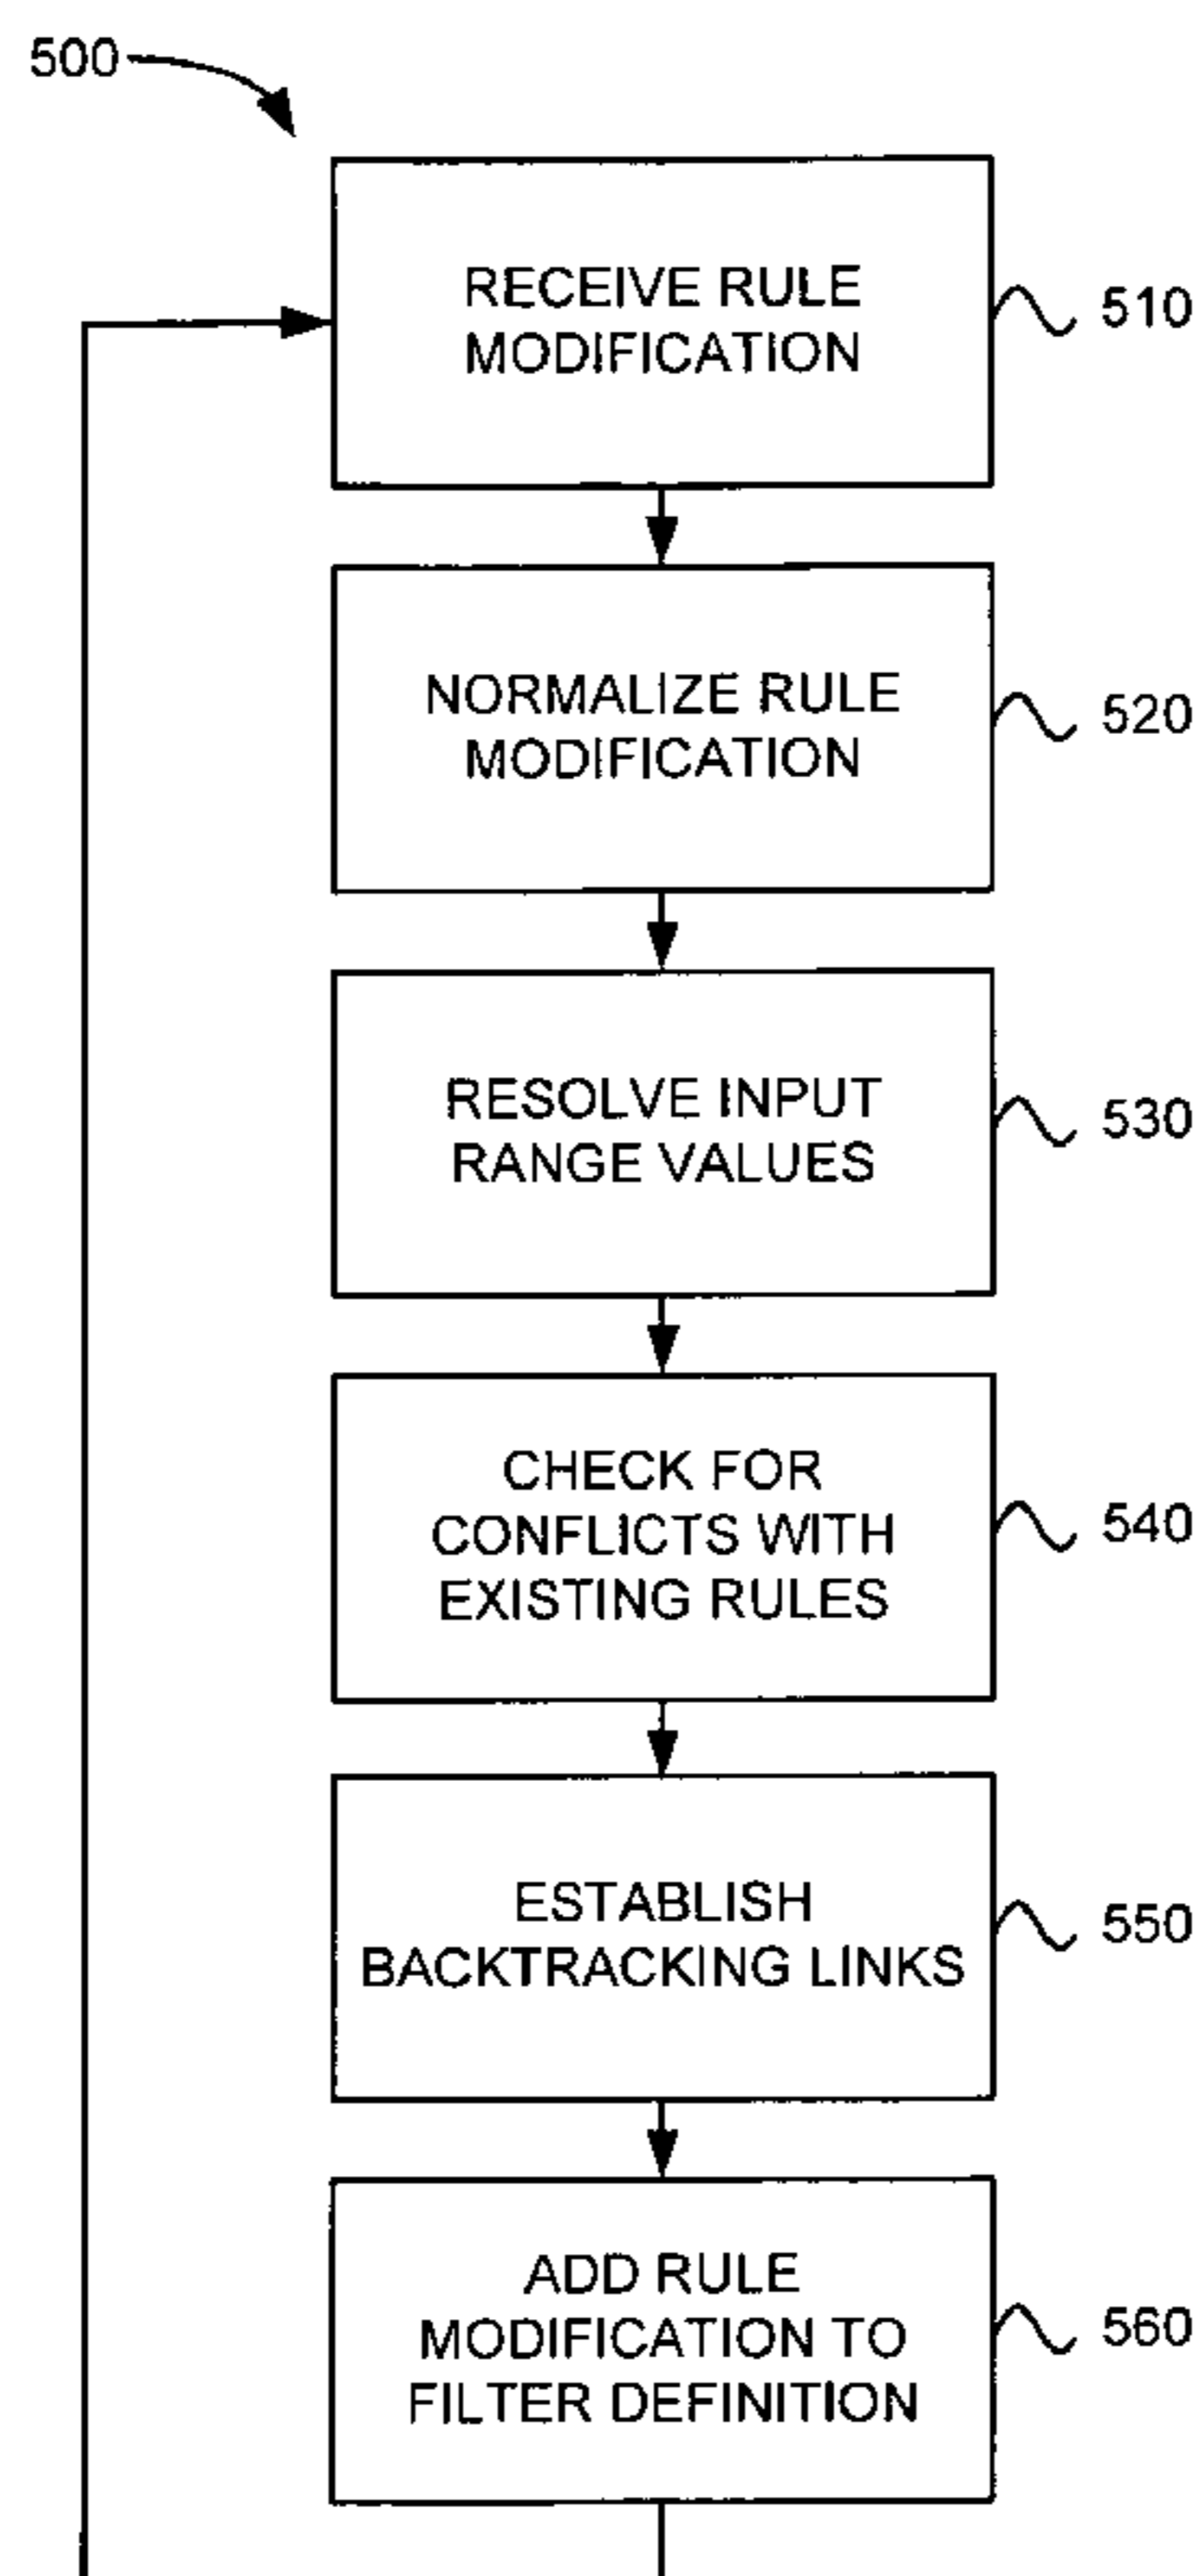 500
RECEIVE RULE
MODIFICATION
510
NORMALIZE RULE
MODIFICATION
520
RESOLVE INPUT
RANGE VALUES
530
CHECK FOR
CONFLICTS WITH
EXISTING RULES
540
ESTABLISH
BACKTRACKING LINKS
550
ADD RULE
MODIFICATION TO
FILTER DEFINITION
560